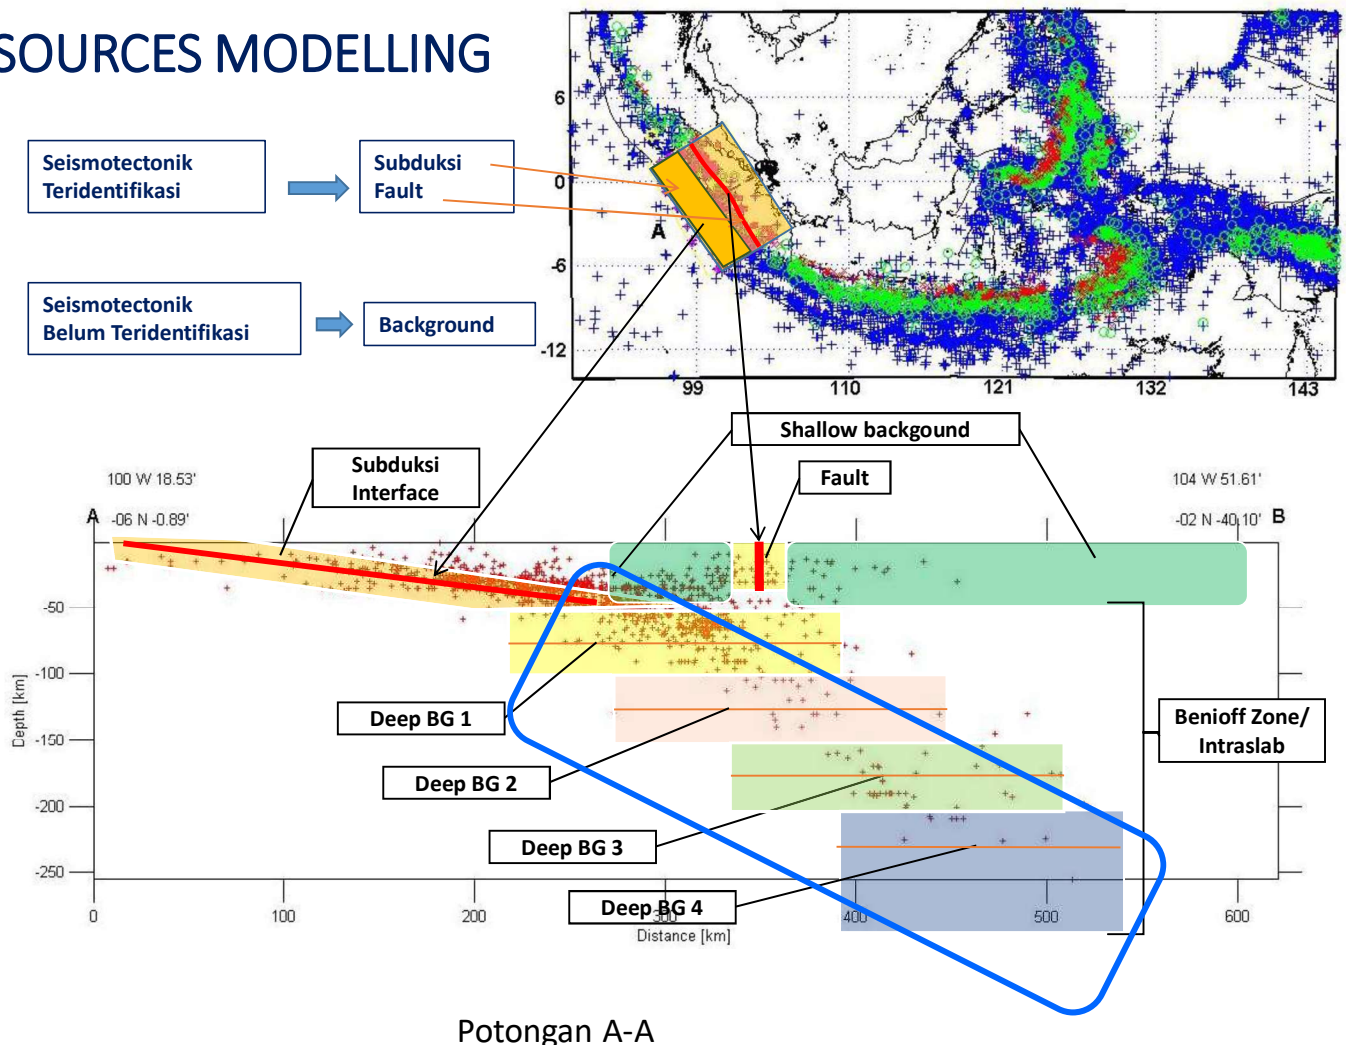 SOURCES MODELLING
Seismotectonik
Teridentifikasi
Subduksi
Fault
Seismotectonik
Belum Teridentifikasi
Background
6
0
-6
-12
A
99
110
121
132
143
Shallow backgound
Subduksi
Interface
Fault
100 W 18.53'
104 W 51.61'
A
-06 N -0.89'
-02 N -40.10'
B
-50
-100
-150
-200
-250
Depth [km]
Deep BG 1
Deep BG 2
Deep BG 3
Deep BG 4
Benioff Zone/
Intraslab
0
100
200
300
400
500
600
Distance [km]
Potongan A-A